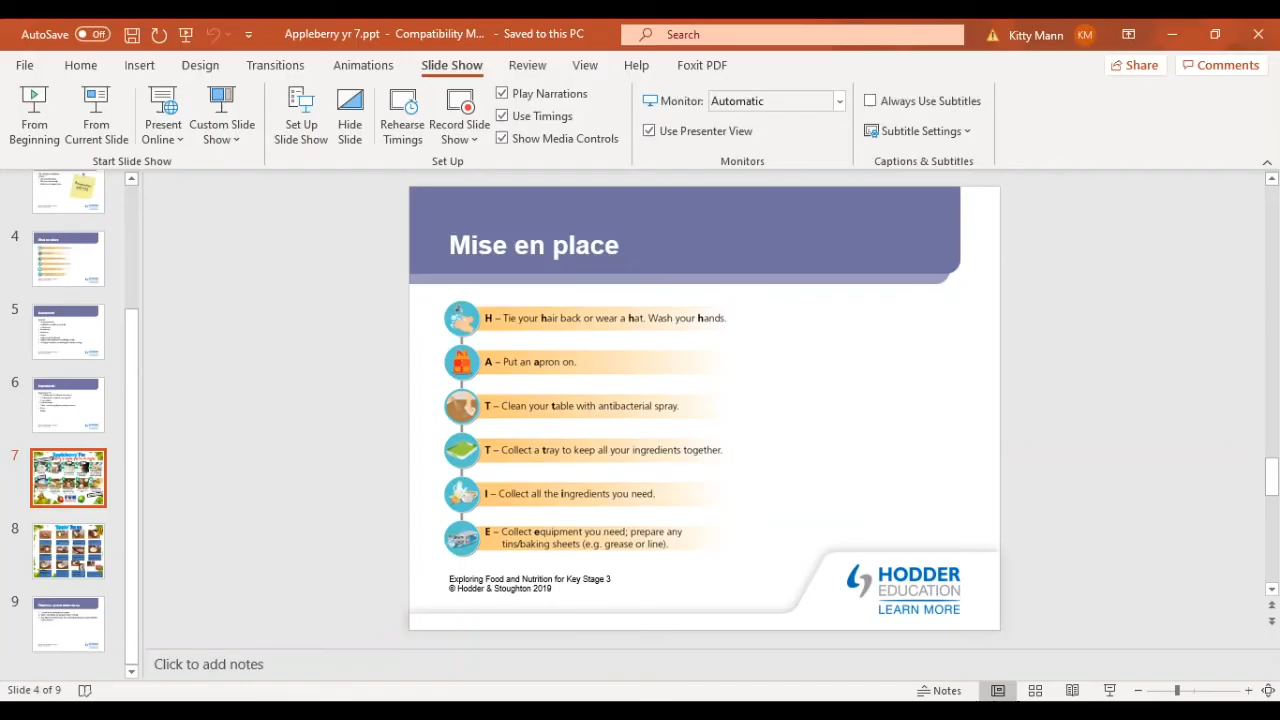 AutoSave Off Appleberry yr 7.ppt - Compatibility M... - Saved to this PC Search Kitty Mann KM
File Home Insert Design Transitions Animations Slide Show Review View Help Foxit PDF Share Comments
From Beginning
From Current Slide
Present Online
Custom Slide Show
Start Slide Show
Set Up Slide Show
Hide Slide
Rehearse Timings
Record Slide Show
Play Narrations
Use Timings
Show Media Controls
Set Up
Monitor: Automatic
Use Presenter View
Monitors
Always Use Subtitles
Subtitle Settings
Captions & Subtitles
4
5
6
7
8
9
Mise en place
H – Tie your hair back or wear a hat. Wash your hands.
A – Put an apron on.
T – Clean your table with antibacterial spray.
T – Collect a tray to keep all your ingredients together.
I – Collect all the ingredients you need.
E – Collect equipment you need; prepare any
tins/baking sheets (e.g. grease or line).
Exploring Food and Nutrition for Key Stage 3
© Hodder & Stoughton 2019
HODDER
EDUCATION
LEARN MORE
Click to add notes
Slide 4 of 9 Notes